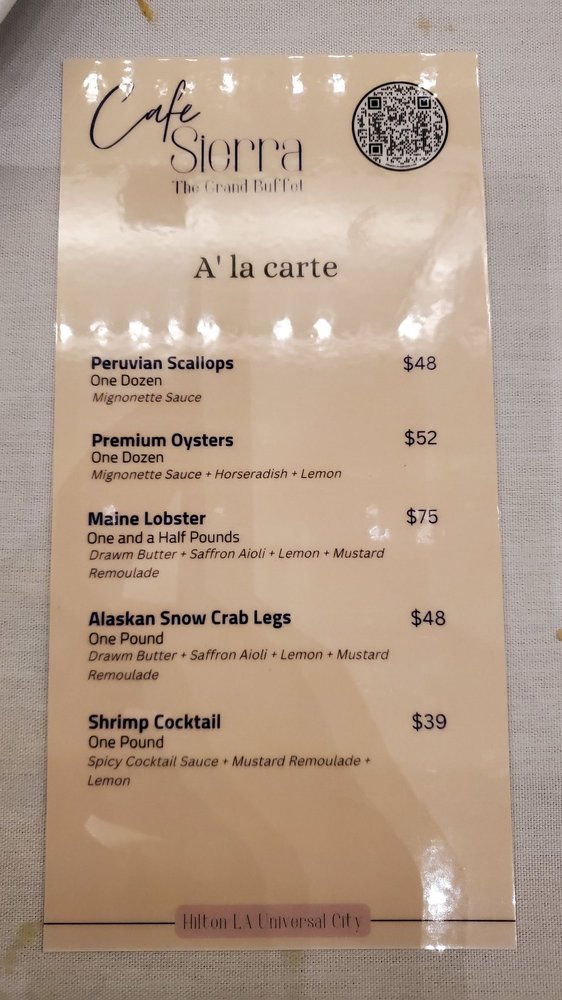 Cafe
Sierra
The Grand Buffet
A' la carte
Peruvian Scallops $48
One Dozen
Mignonette Sauce
Premium Oysters $52
One Dozen
Mignonette Sauce + Horseradish + Lemon
Maine Lobster $75
One and a Half Pounds
Drawm Butter + Saffron Aioli + Lemon + Mustard
Remoulade
Alaskan Snow Crab Legs $48
One Pound
Drawm Butter + Saffron Aioli + Lemon + Mustard
Remoulade
Shrimp Cocktail $39
One Pound
Spicy Cocktail Sauce + Mustard Remoulade +
Lemon
Hilton LA Universal City